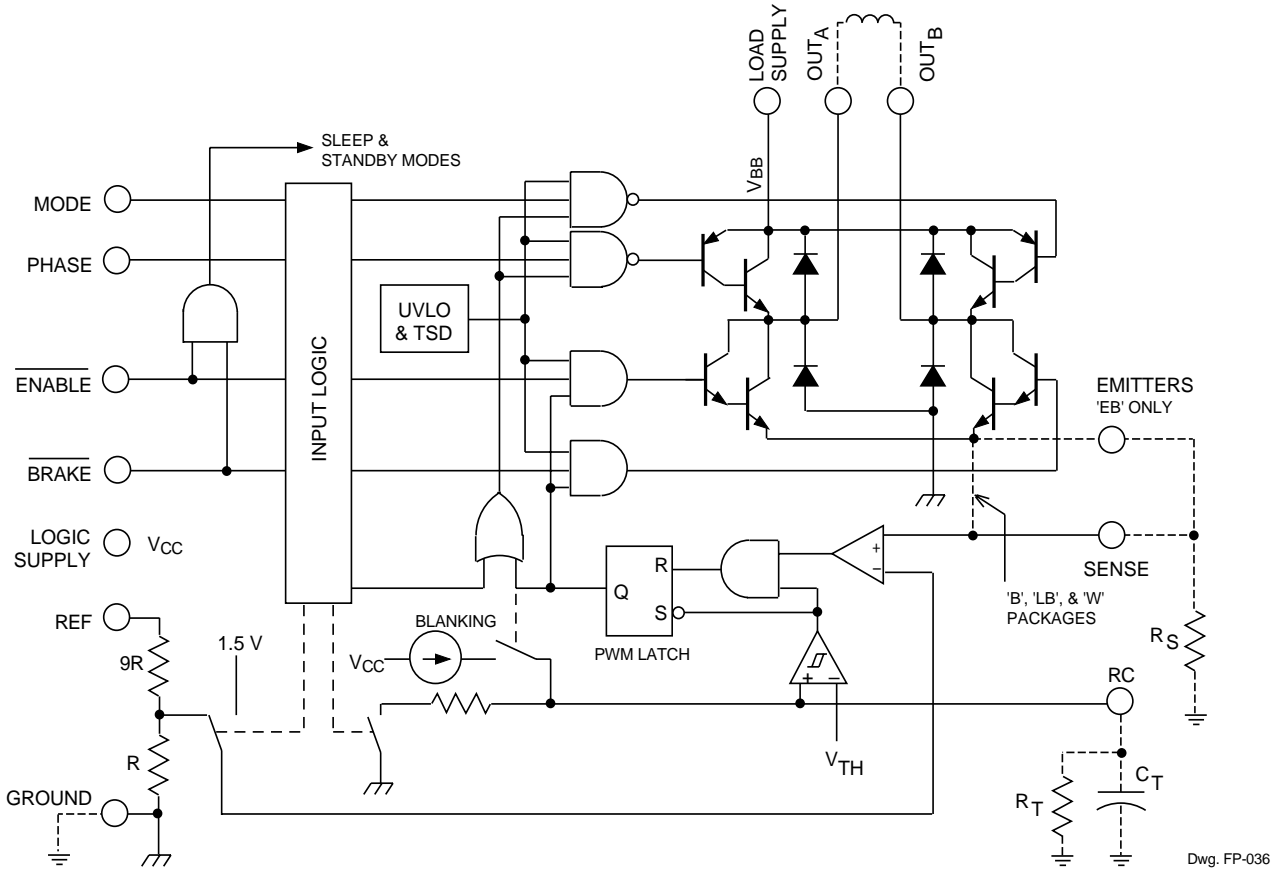 LOAD
SUPPLY
OUTA
OUTB
SLEEP &
STANDBY MODES
VBB
MODE
PHASE
UVLO
& TSD
ENABLE
INPUT LOGIC
EMITTERS
'EB' ONLY
BRAKE
LOGIC
SUPPLY
VCC
+
–
SENSE
R
Q
S
PWM LATCH
'B', 'LB', & 'W'
PACKAGES
REF
BLANKING
1.5 V
9R
VCC
+ –
RS
RC
R
VTH
GROUND
RT
CT
Dwg. FP-036